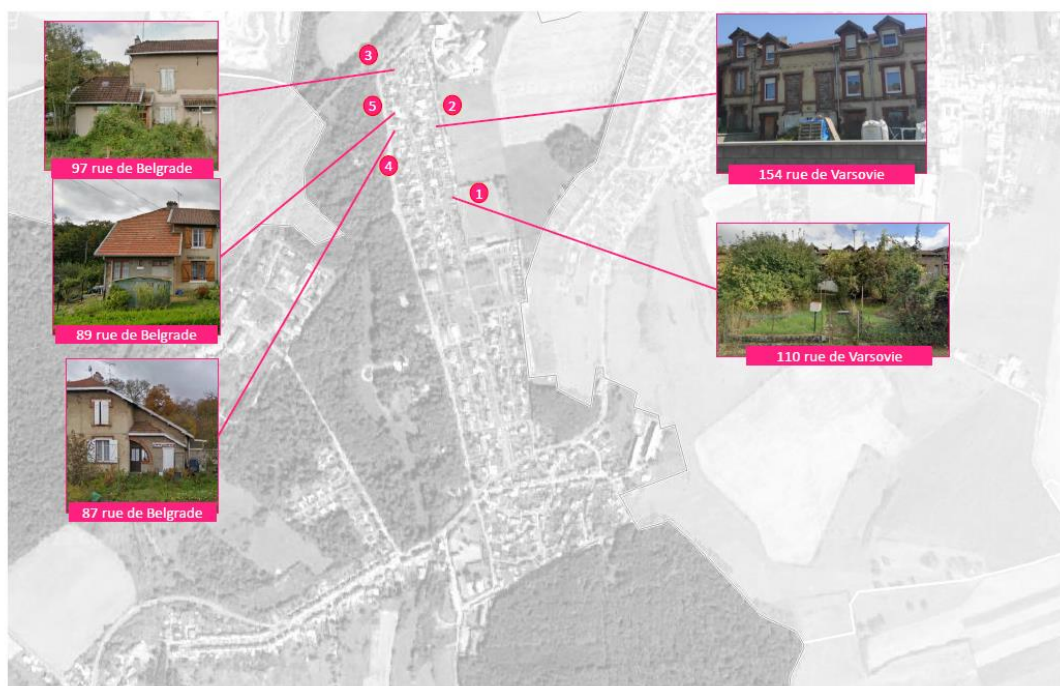 3
5
2
4
1
97 rue de Belgrade
89 rue de Belgrade
87 rue de Belgrade
154 rue de Varsovie
110 rue de Varsovie